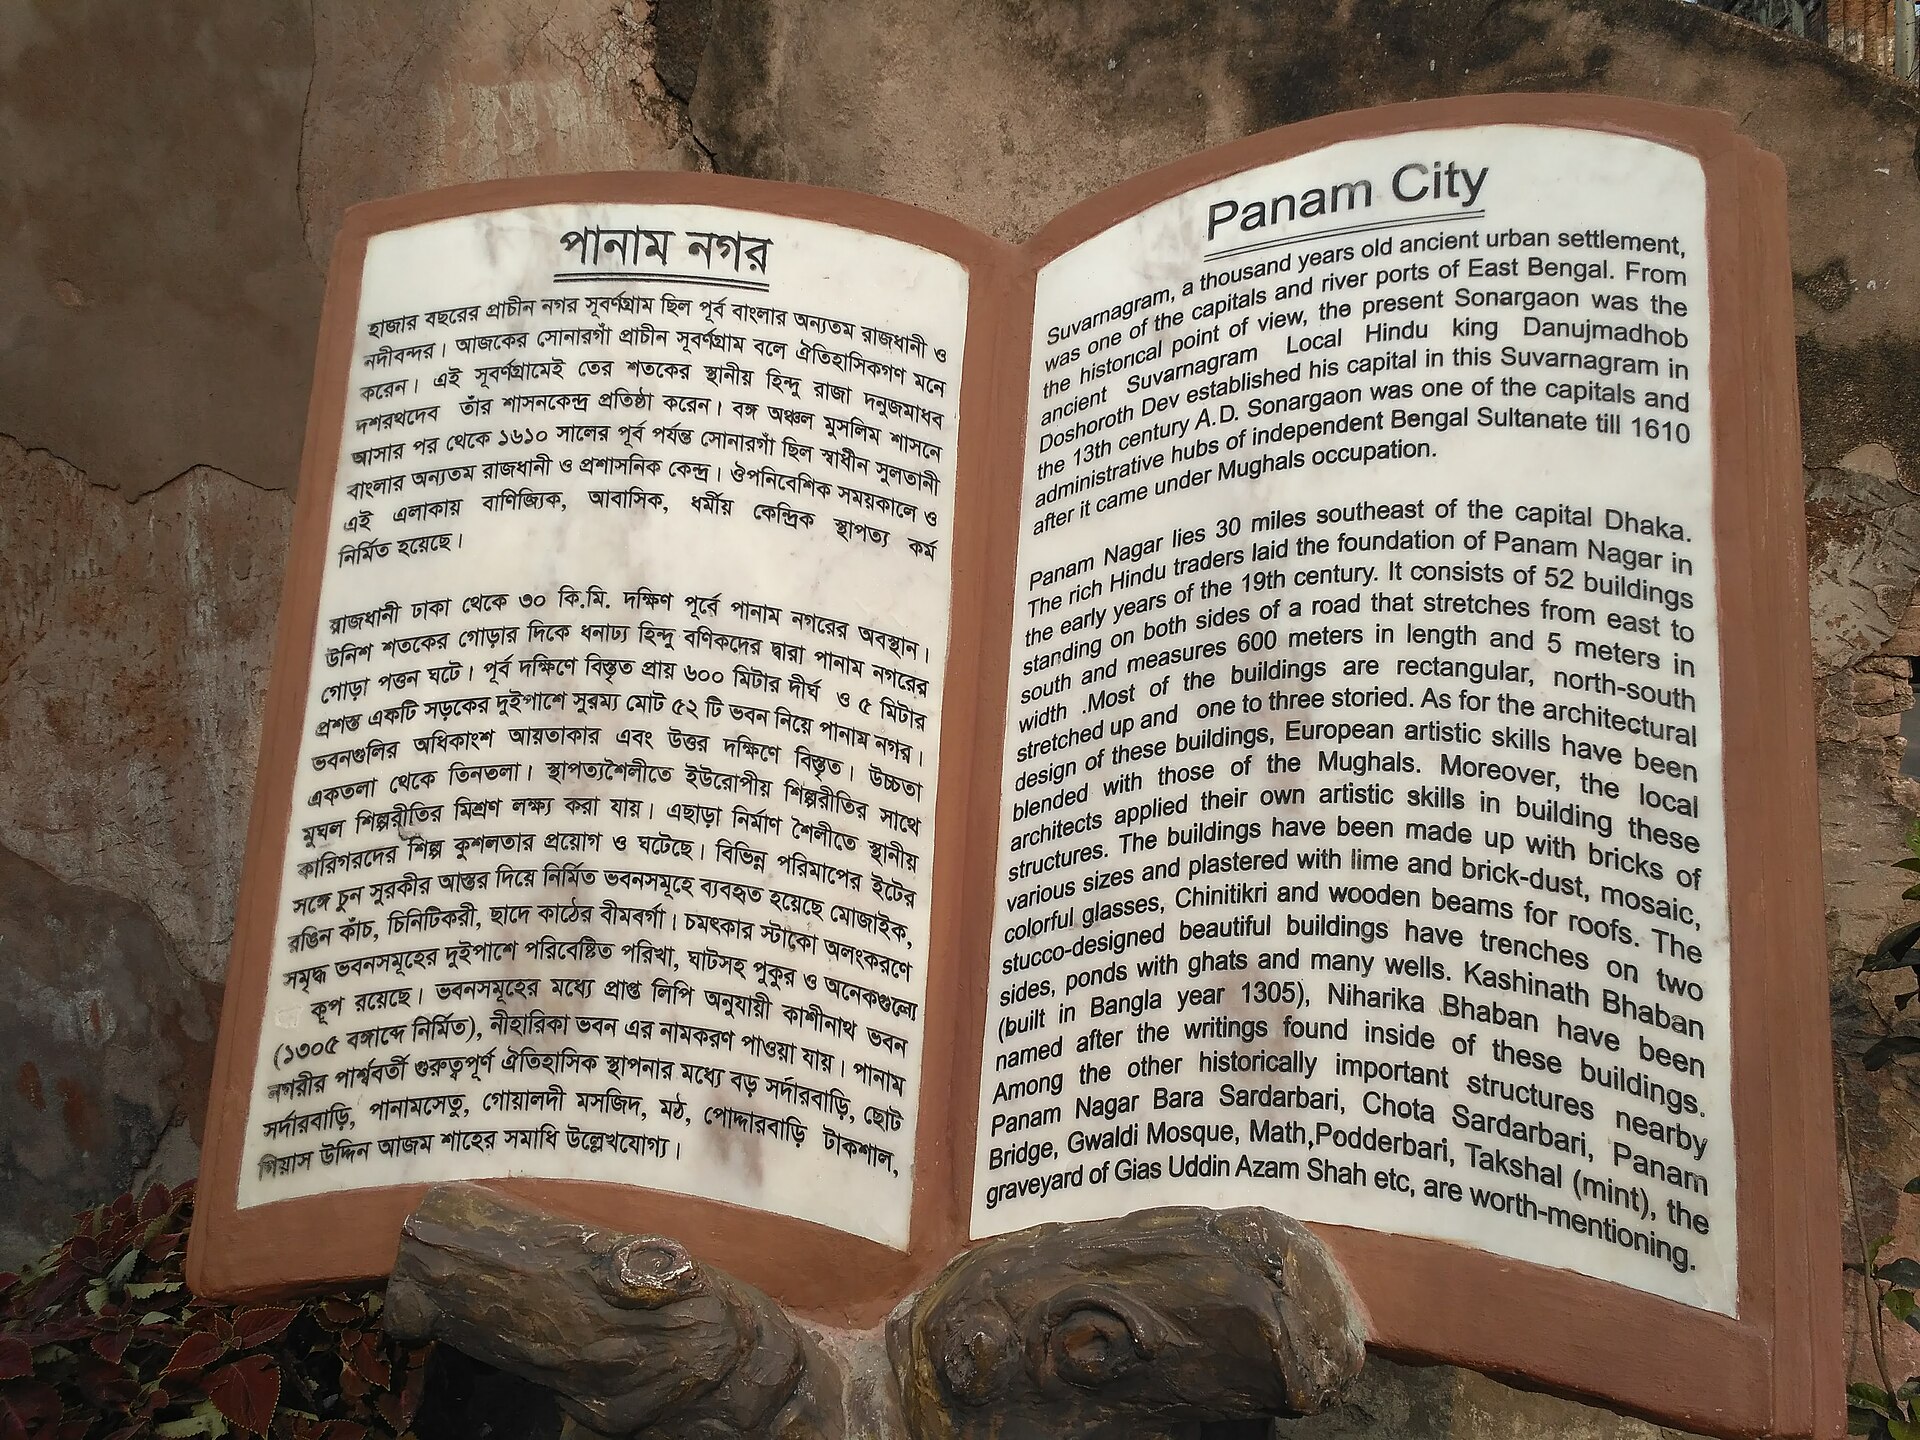 পানাম নগর
হাজার বছরের প্রাচীন নগর সূবর্ণগ্রাম ছিল পূর্ব বাংলার অন্যতম রাজধানী ও
নদীবন্দর। আজকের সোনারগাঁ প্রাচীন সূবর্ণগ্রাম বলে ঐতিহাসিকগণ মনে
করেন। এই সূবর্ণগ্রামেই তের শতকের স্থানীয় হিন্দু রাজা দনুজমাধব
দশরথদেব তাঁর শাসনকেন্দ্র প্রতিষ্ঠা করেন। বঙ্গ অঞ্চল মুসলিম শাসনে
আসার পর থেকে ১৬১০ সালের পূর্ব পর্যন্ত সোনারগাঁ ছিল স্বাধীন সুলতানী
বাংলার অন্যতম রাজধানী ও প্রশাসনিক কেন্দ্র। ঔপনিবেশিক সময়কালে ও
এই এলাকায় বাণিজ্যিক, আবাসিক, ধর্মীয় কেন্দ্রিক স্থাপত্য কর্ম
নির্মিত হয়েছে।
রাজধানী ঢাকা থেকে ৩০ কি.মি. দক্ষিণ পূর্বে পানাম নগরের অবস্থান।
উনিশ শতকের গোড়ার দিকে ধনাঢ্য হিন্দু বণিকদের দ্বারা পানাম নগরের
গোড়া পত্তন ঘটে। পূর্ব দক্ষিণে বিস্তৃত প্রায় ৬০০ মিটার দীর্ঘ ও ৫ মিটার
প্রশস্ত একটি সড়কের দুইপাশে সুরম্য মোট ৫২ টি ভবন নিয়ে পানাম নগর।
ভবনগুলির অধিকাংশ আয়তাকার এবং উত্তর দক্ষিণে বিস্তৃত। উচ্চতা
একতলা থেকে তিনতলা। স্থাপত্যশৈলীতে ইউরোপীয় শিল্পরীতির সাথে
মুঘল শিল্পরীতির মিশ্রণ লক্ষ্য করা যায়। এছাড়া নির্মাণ শৈলীতে স্থানীয়
কারিগরদের শিল্প কুশলতার প্রয়োগ ও ঘটেছে। বিভিন্ন পরিমাপের ইটের
সঙ্গে চুন সুরকীর আস্তর দিয়ে নির্মিত ভবনসমূহে ব্যবহৃত হয়েছে মোজাইক,
রঙিন কাঁচ, চিনিটিকরী, ছাদে কাঠের বীমবর্গা। চমৎকার স্টাকো অলংকরণে
সমৃদ্ধ ভবনসমূহের দুইপাশে পরিবেষ্টিত পরিখা, ঘাটসহ পুকুর ও অনেকগুলো
কূপ রয়েছে। ভবনসমূহের মধ্যে প্রাপ্ত লিপি অনুযায়ী কাশীনাথ ভবন
(১৩০৫ বঙ্গাব্দে নির্মিত), নীহারিকা ভবন এর নামকরণ পাওয়া যায়। পানাম
নগরীর পার্শ্ববর্তী গুরুত্বপূর্ণ ঐতিহাসিক স্থাপনার মধ্যে বড় সর্দারবাড়ি, ছোট
সর্দারবাড়ি, পানামসেতু, গোয়ালদী মসজিদ, মঠ, পোদ্দারবাড়ি টাকশাল,
গিয়াস উদ্দিন আজম শাহের সমাধি উল্লেখযোগ্য।
Panam City
Suvarnagram, a thousand years old ancient urban settlement,
was one of the capitals and river ports of East Bengal. From
the historical point of view, the present Sonargaon was the
ancient Suvarnagram Local Hindu king Danujmadhob
Doshoroth Dev established his capital in this Suvarnagram in
the 13th century A.D. Sonargaon was one of the capitals and
administrative hubs of independent Bengal Sultanate till 1610
after it came under Mughals occupation.
Panam Nagar lies 30 miles southeast of the capital Dhaka.
The rich Hindu traders laid the foundation of Panam Nagar in
the early years of the 19th century. It consists of 52 buildings
standing on both sides of a road that stretches from east to
south and measures 600 meters in length and 5 meters in
width .Most of the buildings are rectangular, north-south
stretched up and one to three storied. As for the architectural
design of these buildings, European artistic skills have been
blended with those of the Mughals. Moreover, the local
architects applied their own artistic skills in building these
structures. The buildings have been made up with bricks of
various sizes and plastered with lime and brick-dust, mosaic,
colorful glasses, Chinitikri and wooden beams for roofs. The
stucco-designed beautiful buildings have trenches on two
sides, ponds with ghats and many wells. Kashinath Bhaban
(built in Bangla year 1305), Niharika Bhaban have been
named after the writings found inside of these buildings.
Among the other historically important structures nearby
Panam Nagar Bara Sardarbari, Chota Sardarbari, Panam
Bridge, Gwaldi Mosque, Math,Podderbari, Takshal (mint), the
graveyard of Gias Uddin Azam Shah etc, are worth-mentioning.